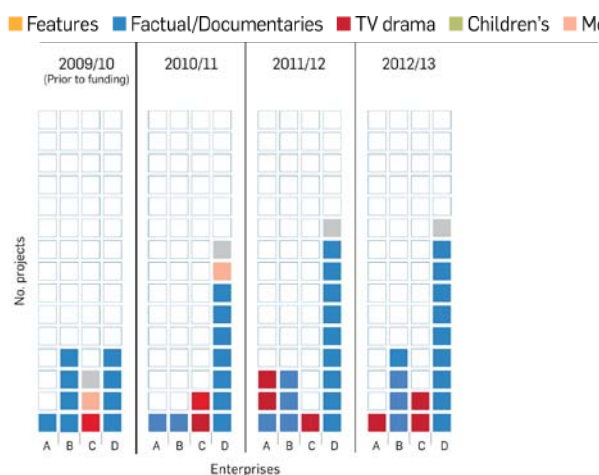 Features Factual/Documentaries TV drama Children's
2009/10 2010/11 2011/12 2012/13
(Prior to funding)
No. projects
A B C D A B C D A B C D A B C D
Enterprises